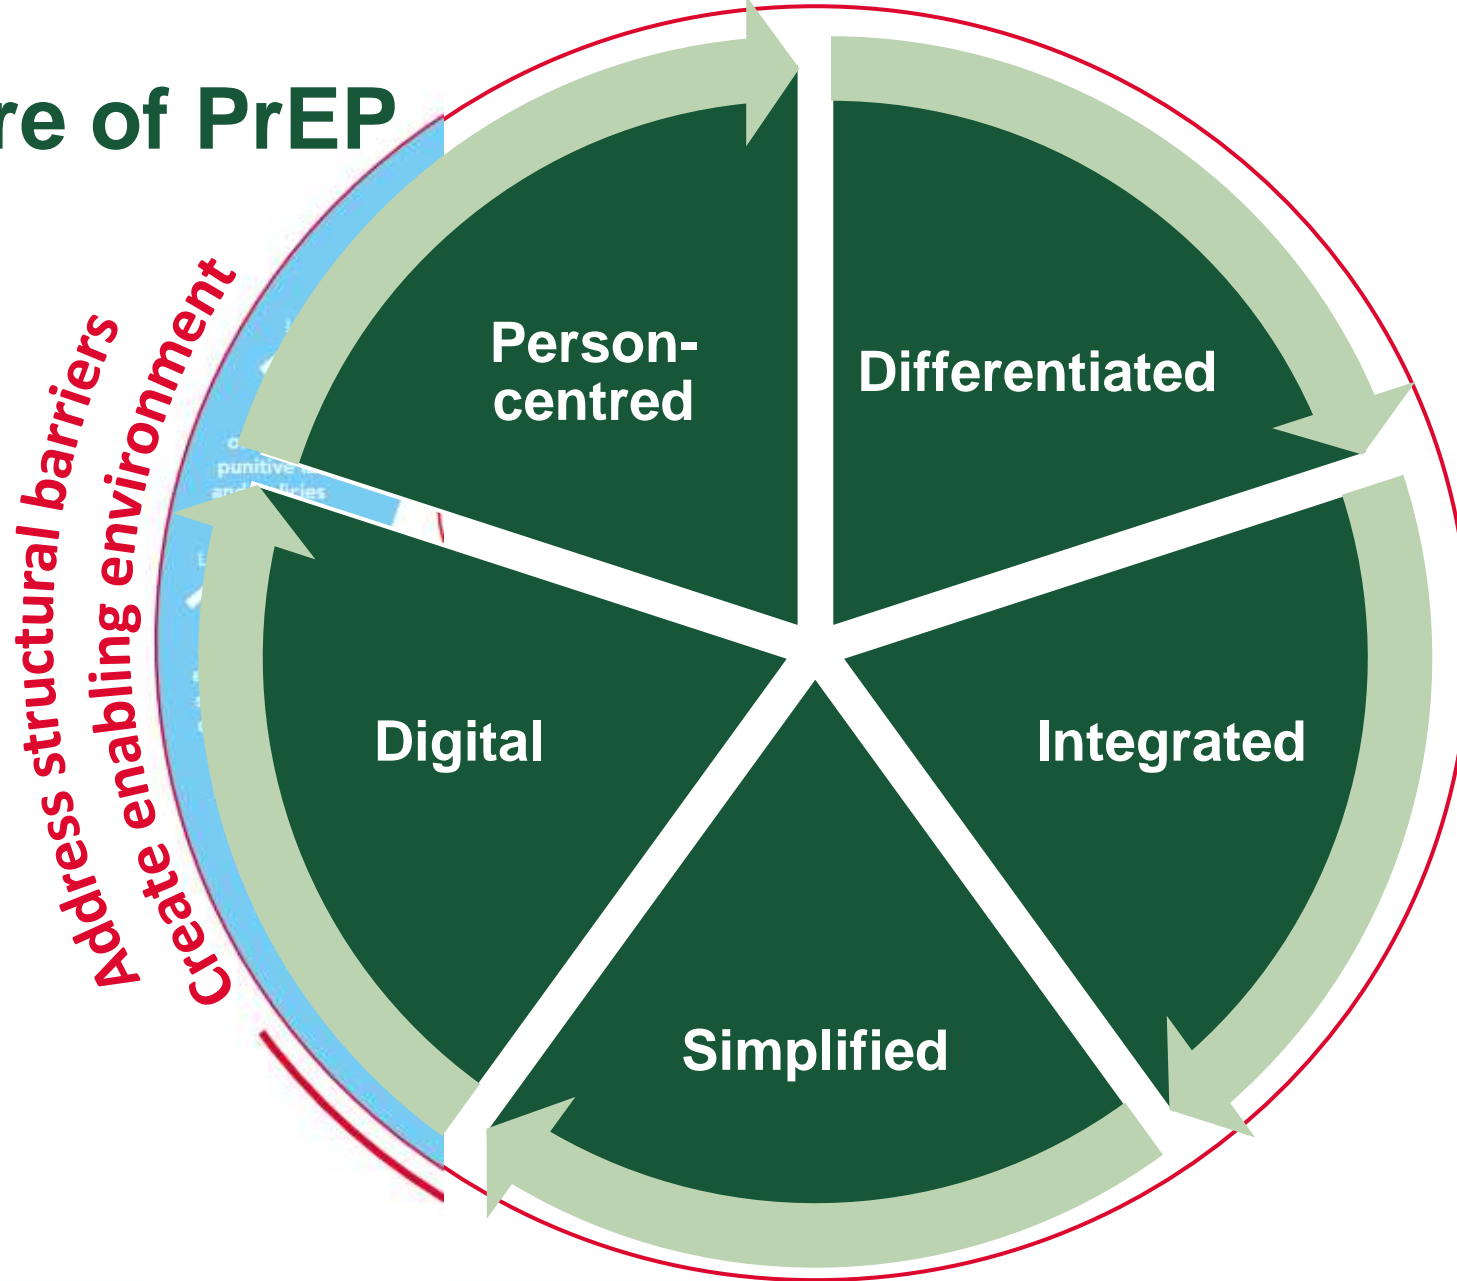 re of PrEP
Person-
centred
Differentiated
Address structural barriers
Create enabling environment
punitive
Digital
Integrated
Simplified